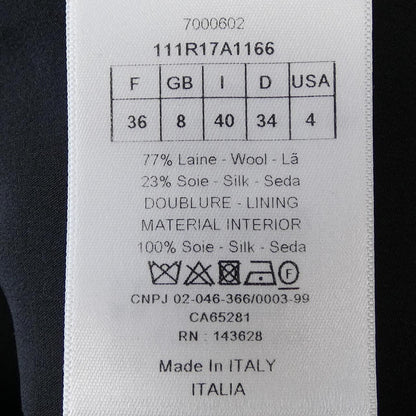 7000602
111R17A1166
F GB I D USA
36 8 40 34 4
77% Laine - Wool - Lã
23% Soie - Silk - Seda
DOUBLURE - LINING
MATERIAL INTERIOR
100% Soie - Silk - Seda
F
CNPJ 02-046-366/0003-99
CA65281
RN : 143628
Made In ITALY
ITALIA